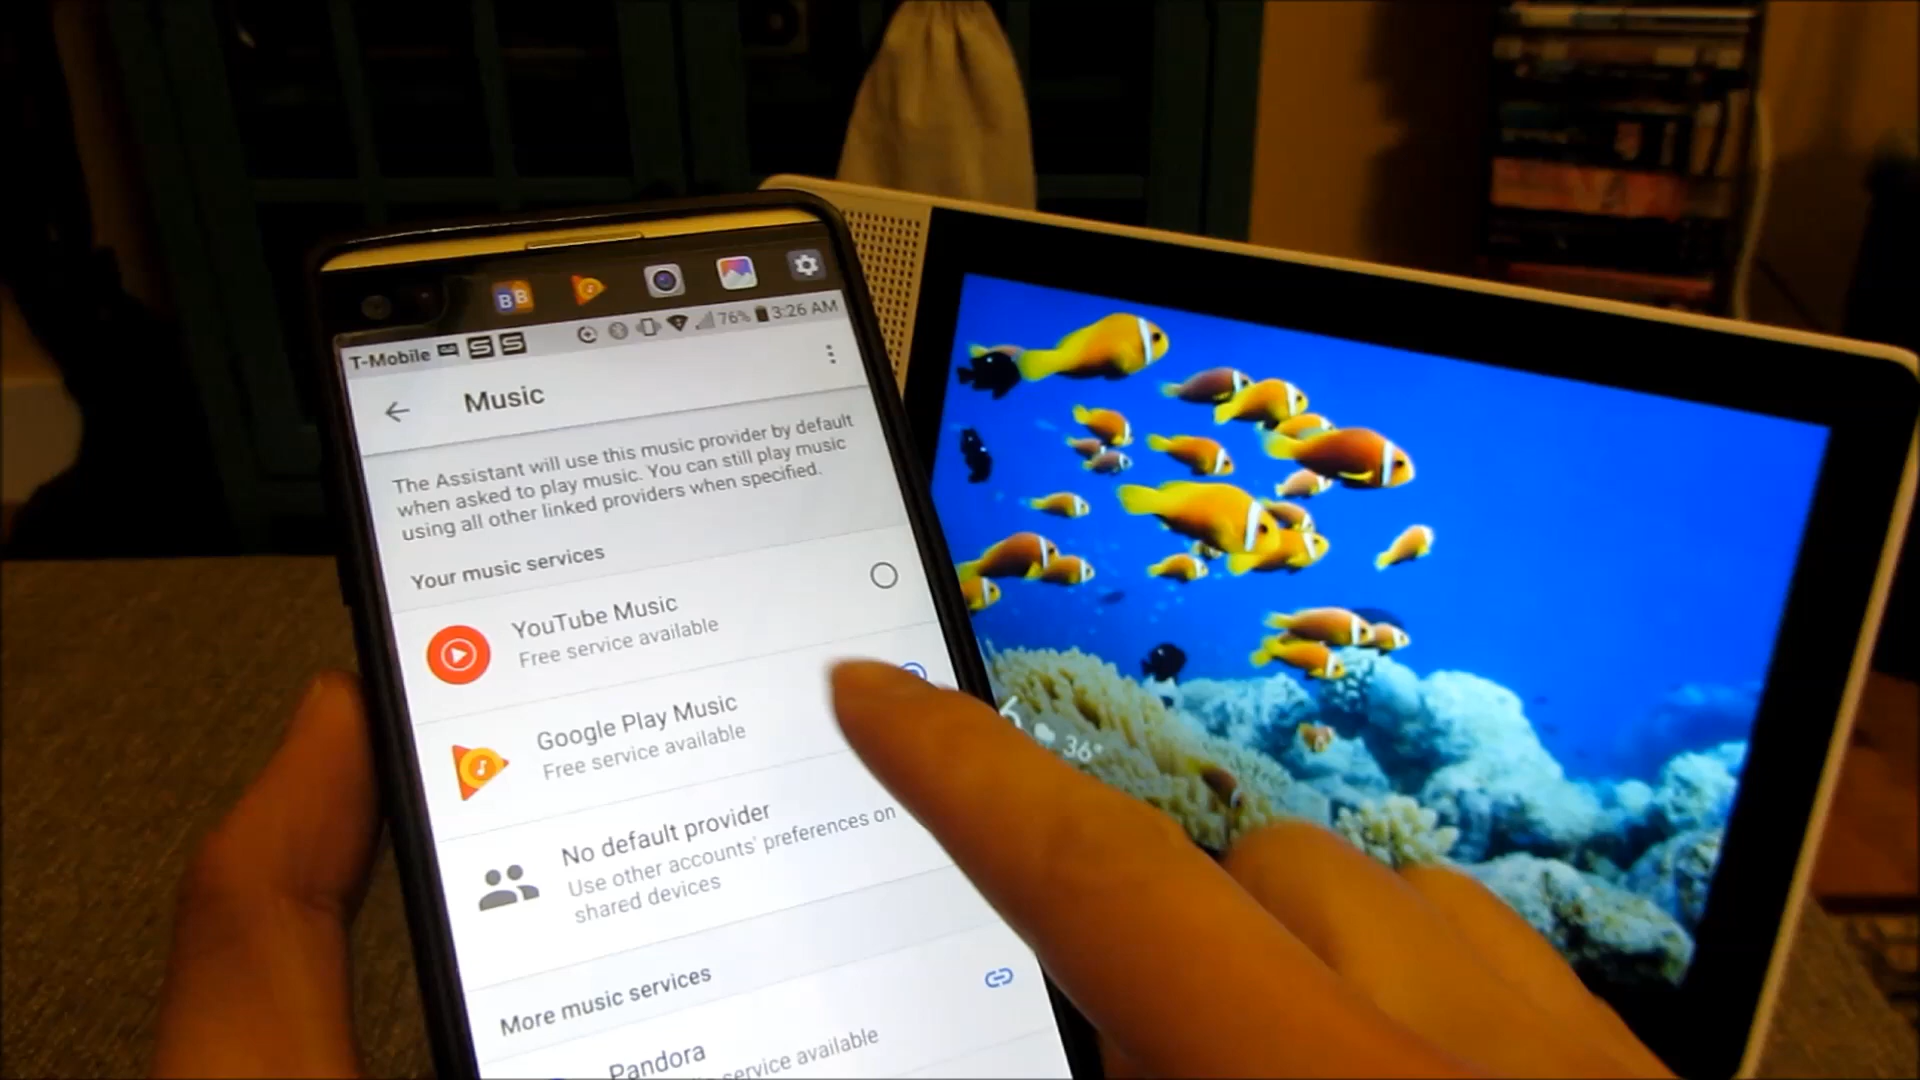 T-Mobile 76% 3:26 AM
Music
The Assistant will use this music provider by default
when asked to play music. You can still play music
using all other linked providers when specified.
Your music services
YouTube Music
Free service available
Google Play Music
Free service available
No default provider
Use other accounts' preferences on
shared devices
More music services
Pandora
service available
36°